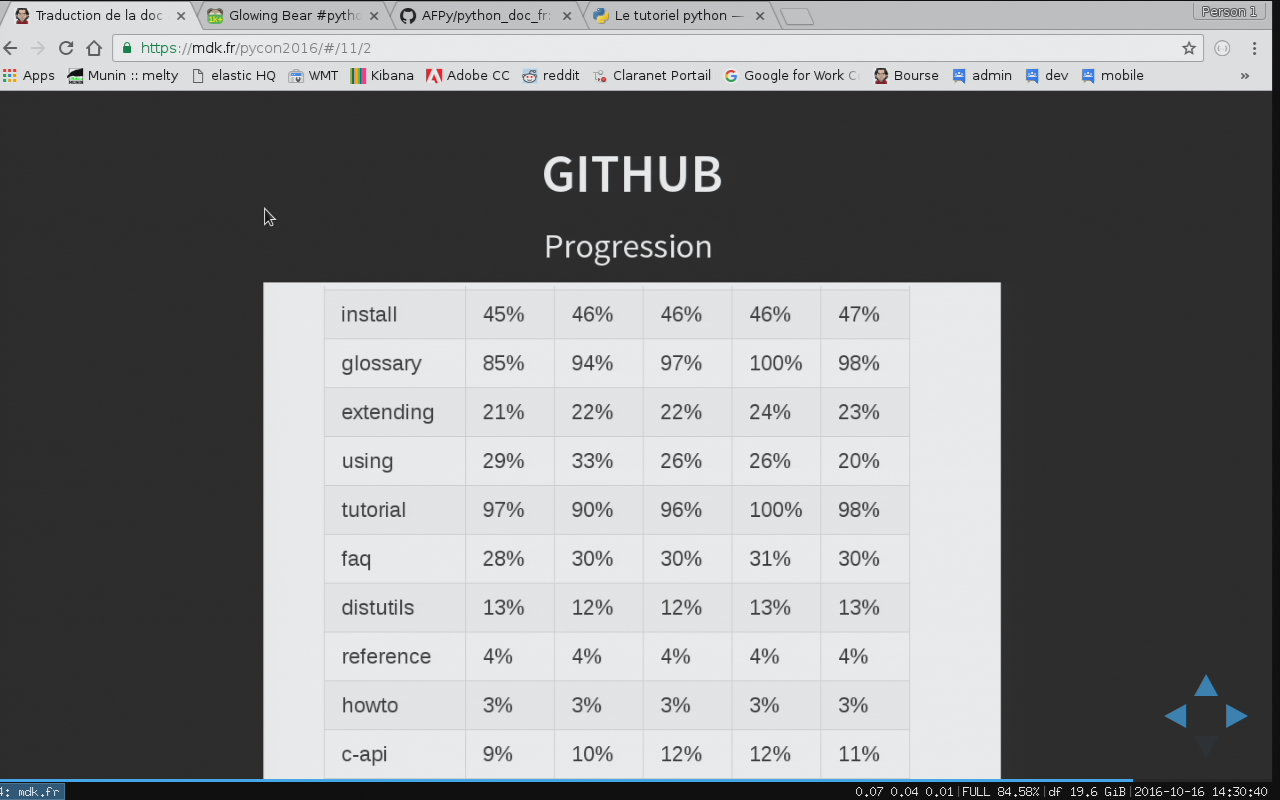 Traduction de la doc
Glowing Bear #pytho
AFPy/python_doc_fr:
Le tutoriel python —
Person 1
https://mdk.fr/pycon2016/#/11/2
Apps
Munin :: melty
elastic HQ
WMT
Kibana
Adobe CC
reddit
Claranet Portail
Google for Work C
Bourse
admin
dev
mobile
»
GITHUB
Progression
install 45% 46% 46% 46% 47%
glossary 85% 94% 97% 100% 98%
extending 21% 22% 22% 24% 23%
using 29% 33% 26% 26% 20%
tutorial 97% 90% 96% 100% 98%
faq 28% 30% 30% 31% 30%
distutils 13% 12% 12% 13% 13%
reference 4% 4% 4% 4% 4%
howto 3% 3% 3% 3% 3%
c-api 9% 10% 12% 12% 11%
4: mdk.fr
0.07 0.04 0.01|FULL 84.58%|df 19.6 GiB|2016-10-16 14:30:40